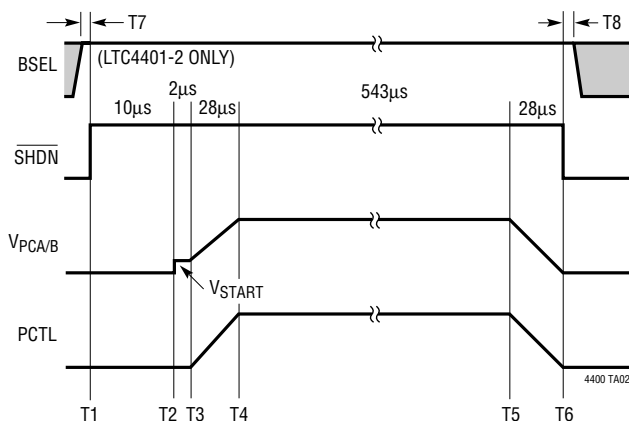 T7
T8
BSEL
(LTC4401-2 ONLY)
2µs
10µs
28µs
543µs
28µs
SHDN
VPCA/B
VSTART
PCTL
4400 TA02
T1
T2
T3
T4
T5
T6